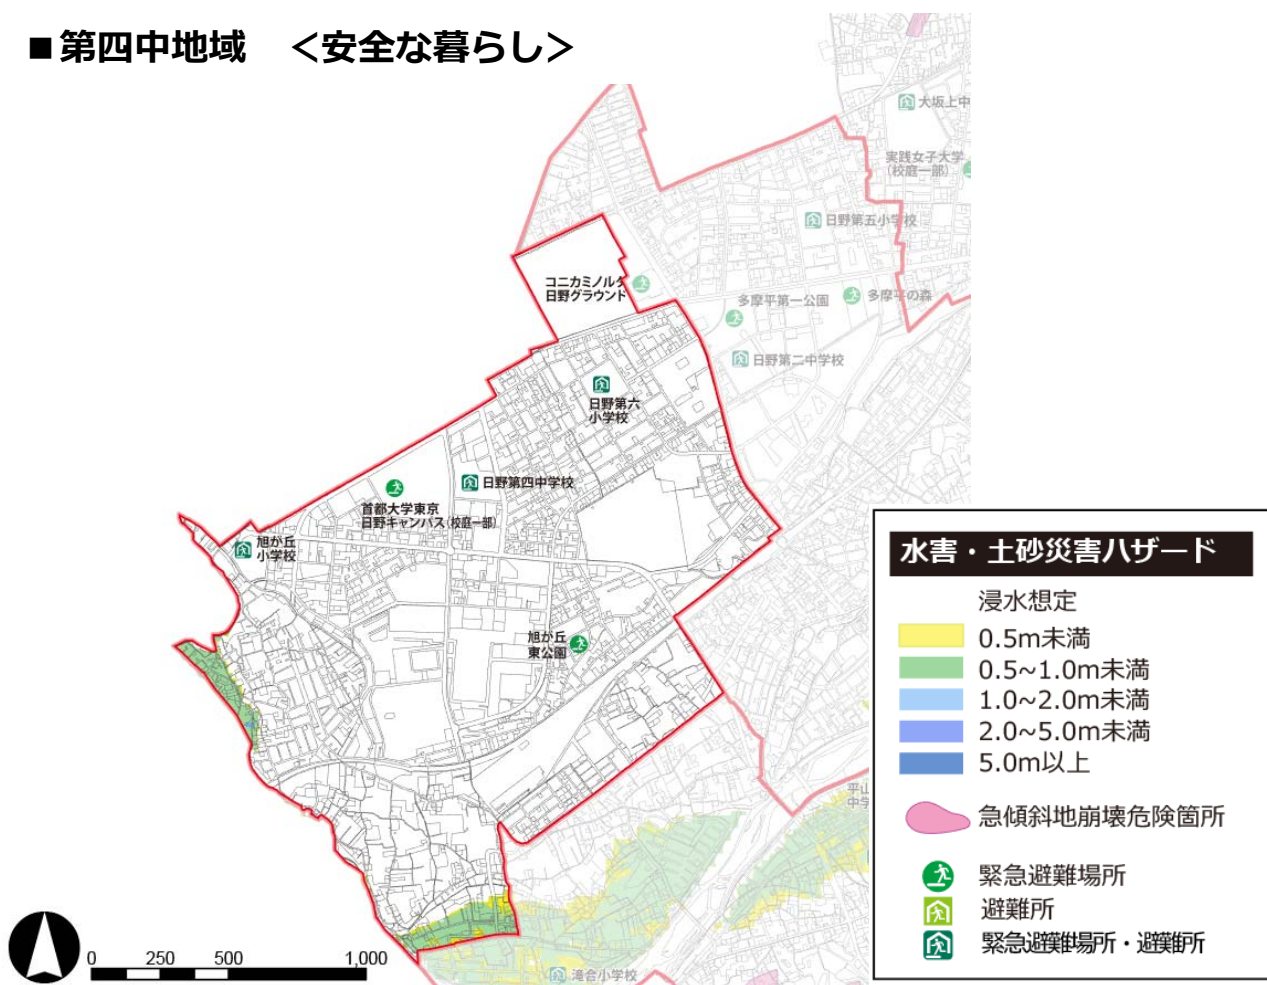 ■第四中地域　＜安全な暮らし＞
大坂上中
実践女子大学
（校庭一部）
日野第五小学校
コニカミノルタ
日野グラウンド
多摩平第一公園
多摩平の森
日野第二中学校
日野第六
小学校
日野第四中学校
首都大学東京
日野キャンパス（校庭一部）
旭が丘
小学校
旭が丘
東公園
平山
中学
滝合小学校
水害・土砂災害ハザード
浸水想定
0.5m未満
0.5~1.0m未満
1.0~2.0m未満
2.0~5.0m未満
5.0m以上
急傾斜地崩壊危険箇所
緊急避難場所
避難所
緊急避難場所・避難所
0 250 500 1,000